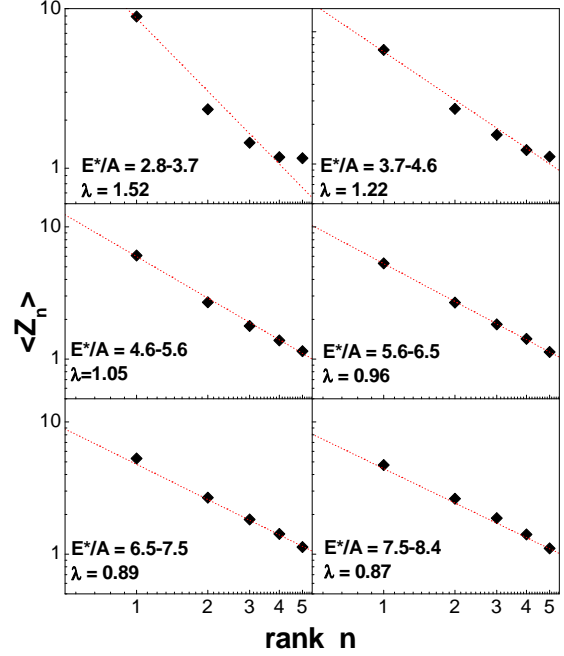 10
1
E*/A = 2.8-3.7
λ = 1.52
E*/A = 3.7-4.6
λ = 1.22
<Z_n>
10
1
E*/A = 4.6-5.6
λ=1.05
E*/A = 5.6-6.5
λ = 0.96
10
1
E*/A = 6.5-7.5
λ = 0.89
E*/A = 7.5-8.4
λ = 0.87
1 2 3 4 5 1 2 3 4 5
rank n